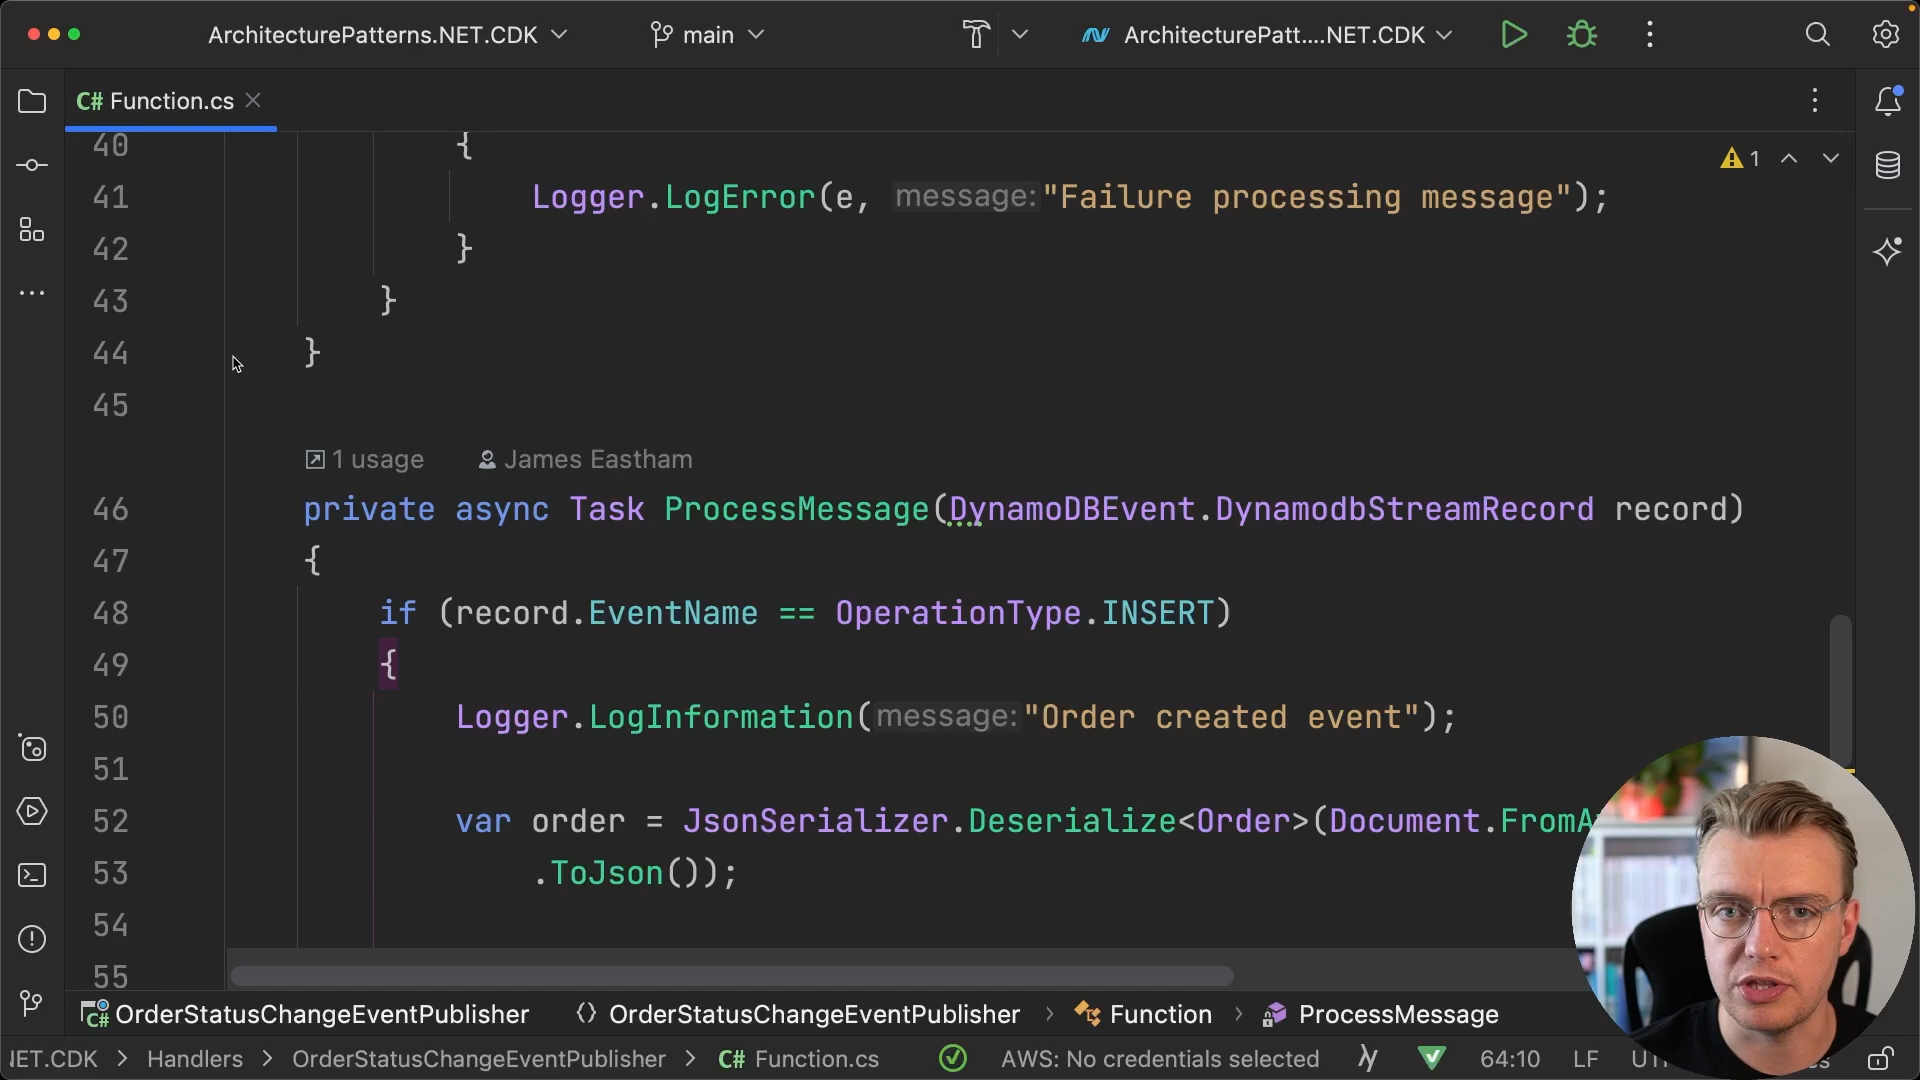 ArchitecturePatterns.NET.CDK main ArchitecturePatt....NET.CDK
C# Function.cs
40 {
1
41 Logger.LogError(e, message: "Failure processing message");
42 }
43 }
44 }
45
1 usage James Eastham
46 private async Task ProcessMessage(DynamoDBEvent.DynamodbStreamRecord record)
47 {
48 if (record.EventName == OperationType.INSERT)
49 {
50 Logger.LogInformation(message: "Order created event");
51
52 var order = JsonSerializer.Deserialize<Order>(Document.FromA
53 .ToJson());
54
55
C# OrderStatusChangeEventPublisher {} OrderStatusChangeEventPublisher > Function > ProcessMessage
NET.CDK > Handlers > OrderStatusChangeEventPublisher > C# Function.cs AWS: No credentials selected 64:10 LF